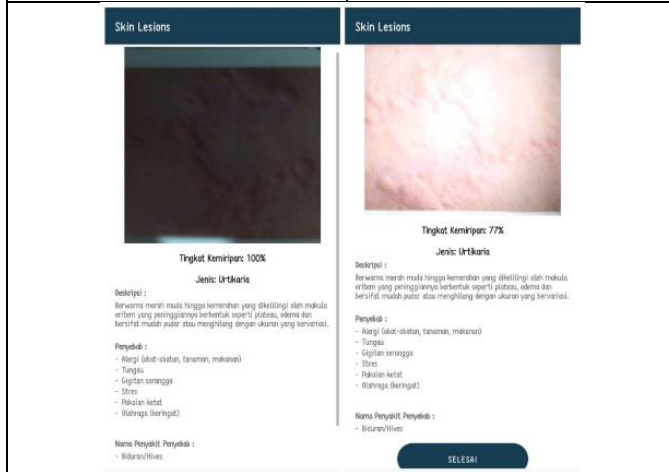 Skin Lesions
Tingkat Kemiripan: 100%
Jenis: Urtikaria
Deskripsi :
Berwarna merah muda hingga kemerahan yang dikelilingi oleh makula
eritem yang peninggiannya berbentuk seperti plateau, edema dan
bersifat mudah pudar atau menghilang dengan ukuran yang bervariasi.
Penyebab :
- Alergi (obat-obatan, tanaman, makanan)
- Tungau
- Gigitan serangga
- Stres
- Pakaian ketat
- Olahraga (keringat)
Nama Penyakit Penyebab :
- Biduran/Hives
Skin Lesions
Tingkat Kemiripan: 77%
Jenis: Urtikaria
Deskripsi :
Berwarna merah muda hingga kemerahan yang dikelilingi oleh makula
eritem yang peninggiannya berbentuk seperti plateau, edema dan
bersifat mudah pudar atau menghilang dengan ukuran yang bervariasi.
Penyebab :
- Alergi (obat-obatan, tanaman, makanan)
- Tungau
- Gigitan serangga
- Stres
- Pakaian ketat
- Olahraga (keringat)
Nama Penyakit Penyebab :
- Biduran/Hives
SELESAI